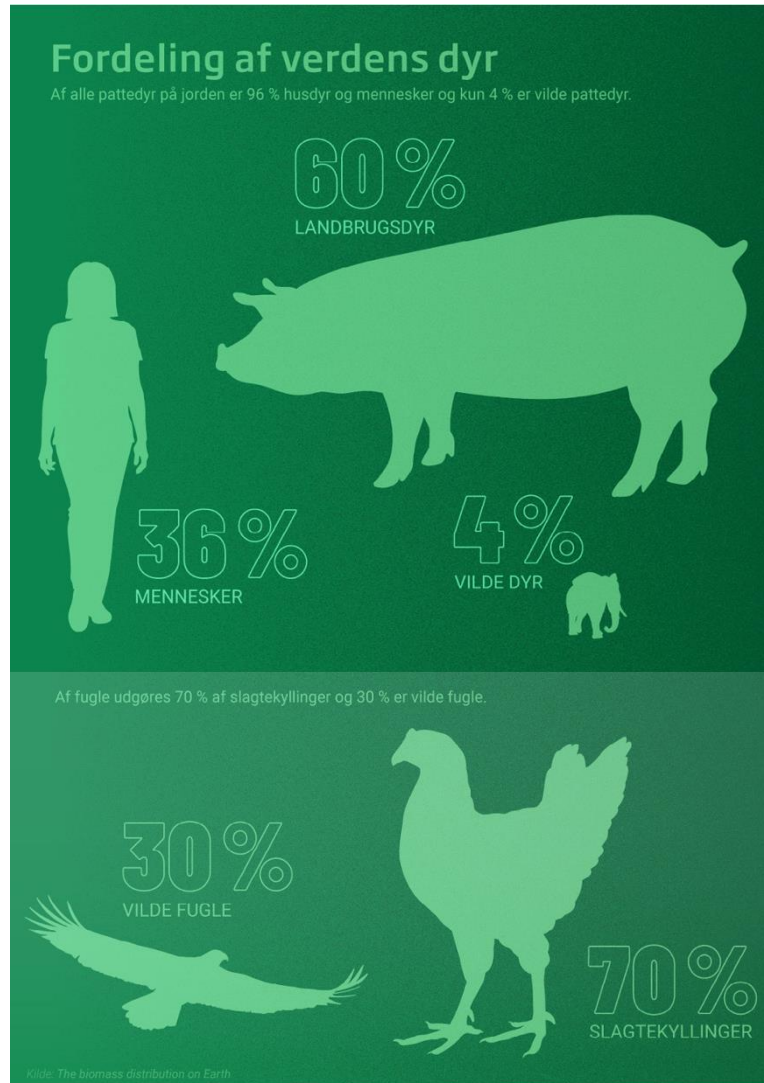 Fordeling af verdens dyr
Af alle pattedyr på jorden er 96 % husdyr og mennesker og kun 4 % er vilde pattedyr.
60 %
LANDBRUGSDYR
36 %
MENNESKER
4 %
VILDE DYR
Af fugle udgøres 70 % af slagtekyllinger og 30 % er vilde fugle.
30 %
VILDE FUGLE
70 %
SLAGTEKYLLINGER
Kilde: The biomass distribution on Earth